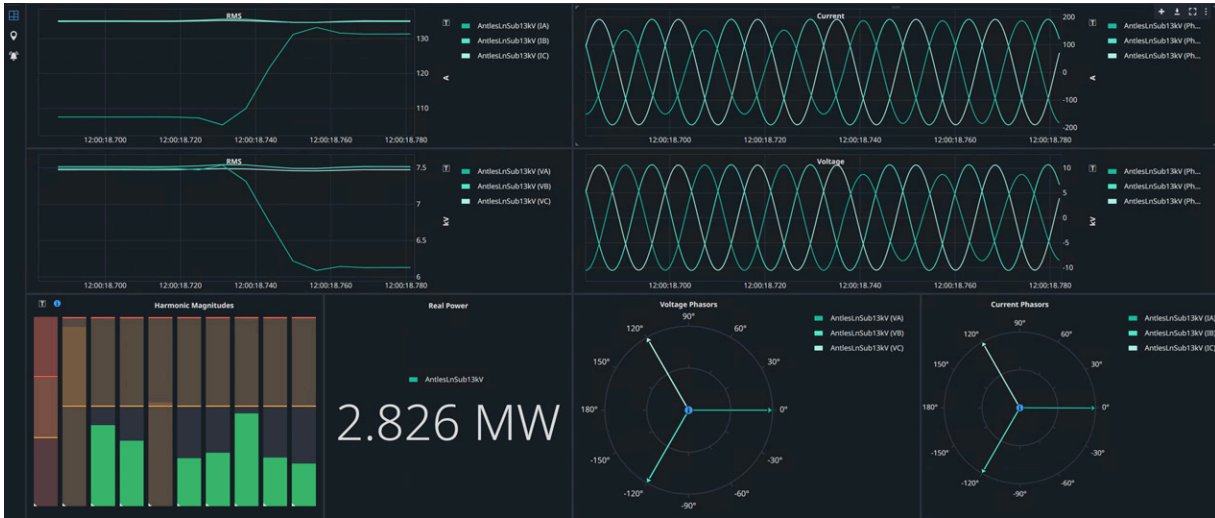 RMS
T
AntlesLnSub13kV (IA)
AntlesLnSub13kV (IB)
AntlesLnSub13kV (IC)
130
120
110
A
12:00:18.700
12:00:18.720
12:00:18.740
12:00:18.760
12:00:18.780
Current
T
AntlesLnSub13kV (Ph...
AntlesLnSub13kV (Ph...
AntlesLnSub13kV (Ph...
200
100
0
-100
-200
A
12:00:18.700
12:00:18.720
12:00:18.740
12:00:18.760
12:00:18.780
RMS
T
AntlesLnSub13kV (VA)
AntlesLnSub13kV (VB)
AntlesLnSub13kV (VC)
7.5
7
6.5
6
kV
12:00:18.700
12:00:18.720
12:00:18.740
12:00:18.760
12:00:18.780
Voltage
T
AntlesLnSub13kV (Ph...
AntlesLnSub13kV (Ph...
AntlesLnSub13kV (Ph...
10
5
0
-5
-10
kV
12:00:18.700
12:00:18.720
12:00:18.740
12:00:18.760
12:00:18.780
T
Harmonic Magnitudes
Real Power
AntlesLnSub13kV
2.826 MW
Voltage Phasors
90°
120°
60°
150°
30°
180°
0°
-150°
-30°
-120°
-60°
-90°
AntlesLnSub13kV (VA)
AntlesLnSub13kV (VB)
AntlesLnSub13kV (VC)
Current Phasors
90°
120°
60°
150°
30°
180°
0°
-150°
-30°
-120°
-60°
-90°
AntlesLnSub13kV (IA)
AntlesLnSub13kV (IB)
AntlesLnSub13kV (IC)